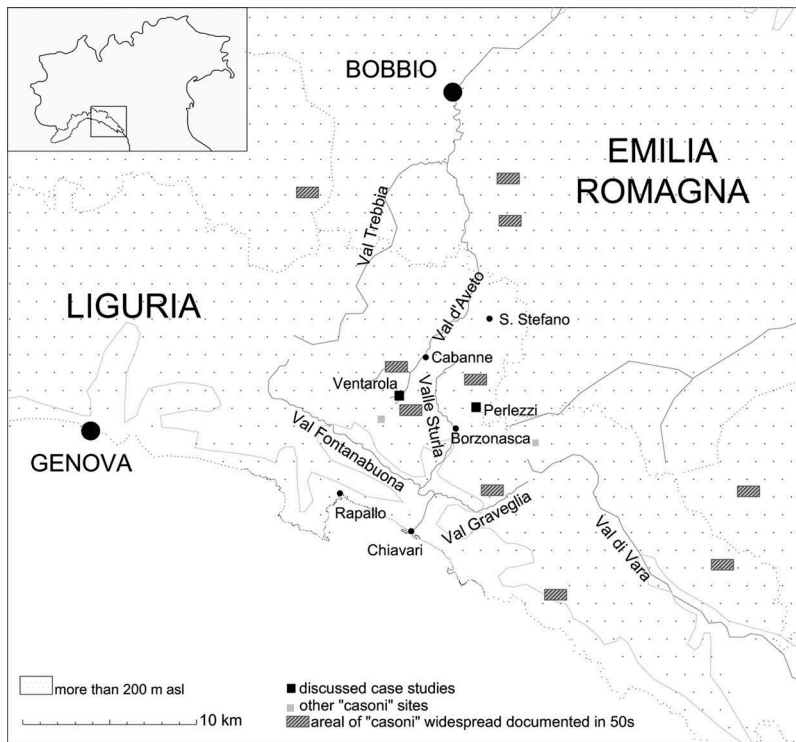 BOBBIO
EMILIA
ROMAGNA
Val Trebbia
LIGURIA
Val d'Aveto
S. Stefano
Cabanne
Ventarola
Valle Sturla
Perlezzi
Borzonasca
Val Fontanabuona
GENOVA
Rapallo
Val Graveglia
Chiavari
Val di Vara
more than 200 m asl
discussed case studies
other "casoni" sites
areal of "casoni" widespread documented in 50s
10 km